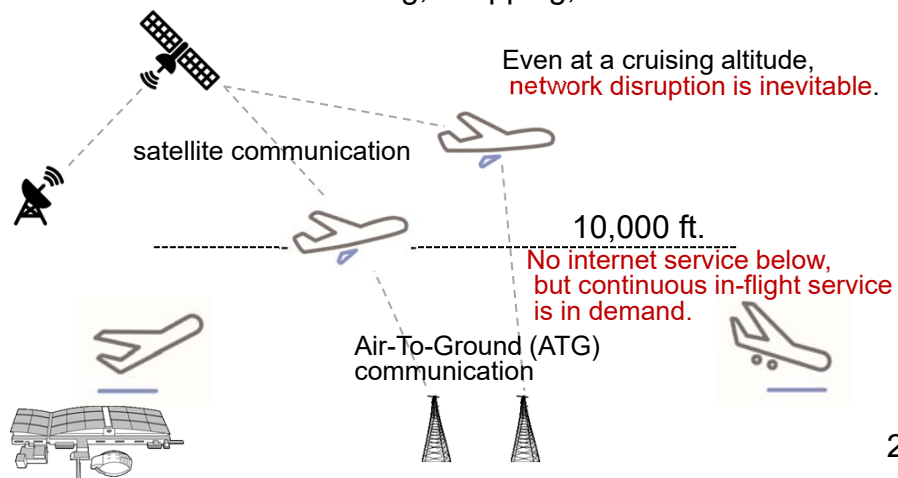 Even at a cruising altitude,
network disruption is inevitable.
satellite communication
10,000 ft.
No internet service below,
but continuous in-flight service
is in demand.
Air-To-Ground (ATG)
communication
2